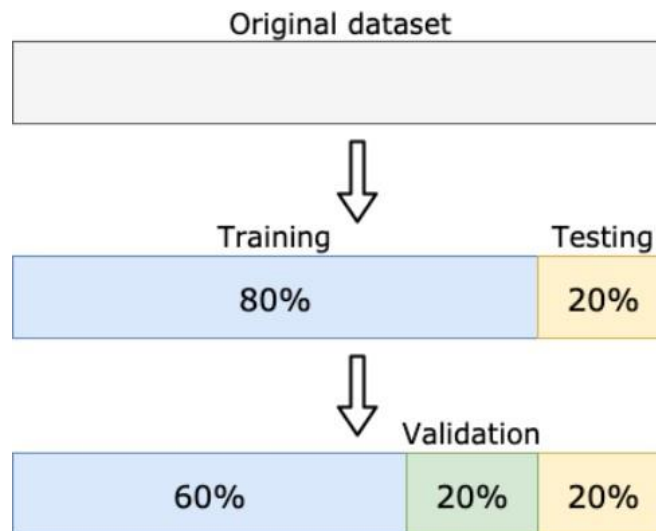 Original dataset
Training Testing
80% 20%
Validation
60% 20% 20%